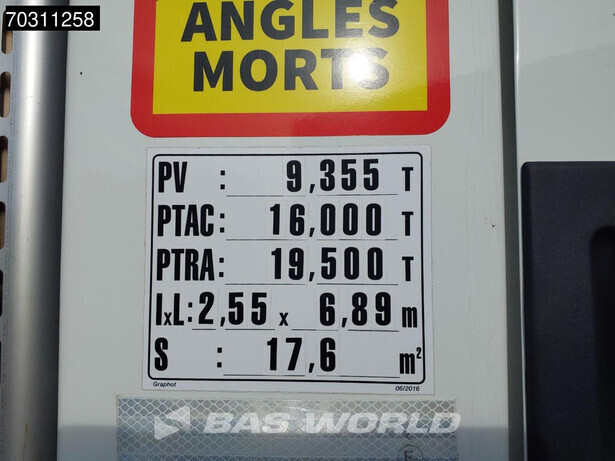 70311258
ANGLES
MORTS
PV : 9,355 T
PTAC : 16,000 T
PTRA : 19,500 T
lxL: 2,55 x 6,89 m
S : 17,6 m²
Graphot 06/2016
BAS WORLD